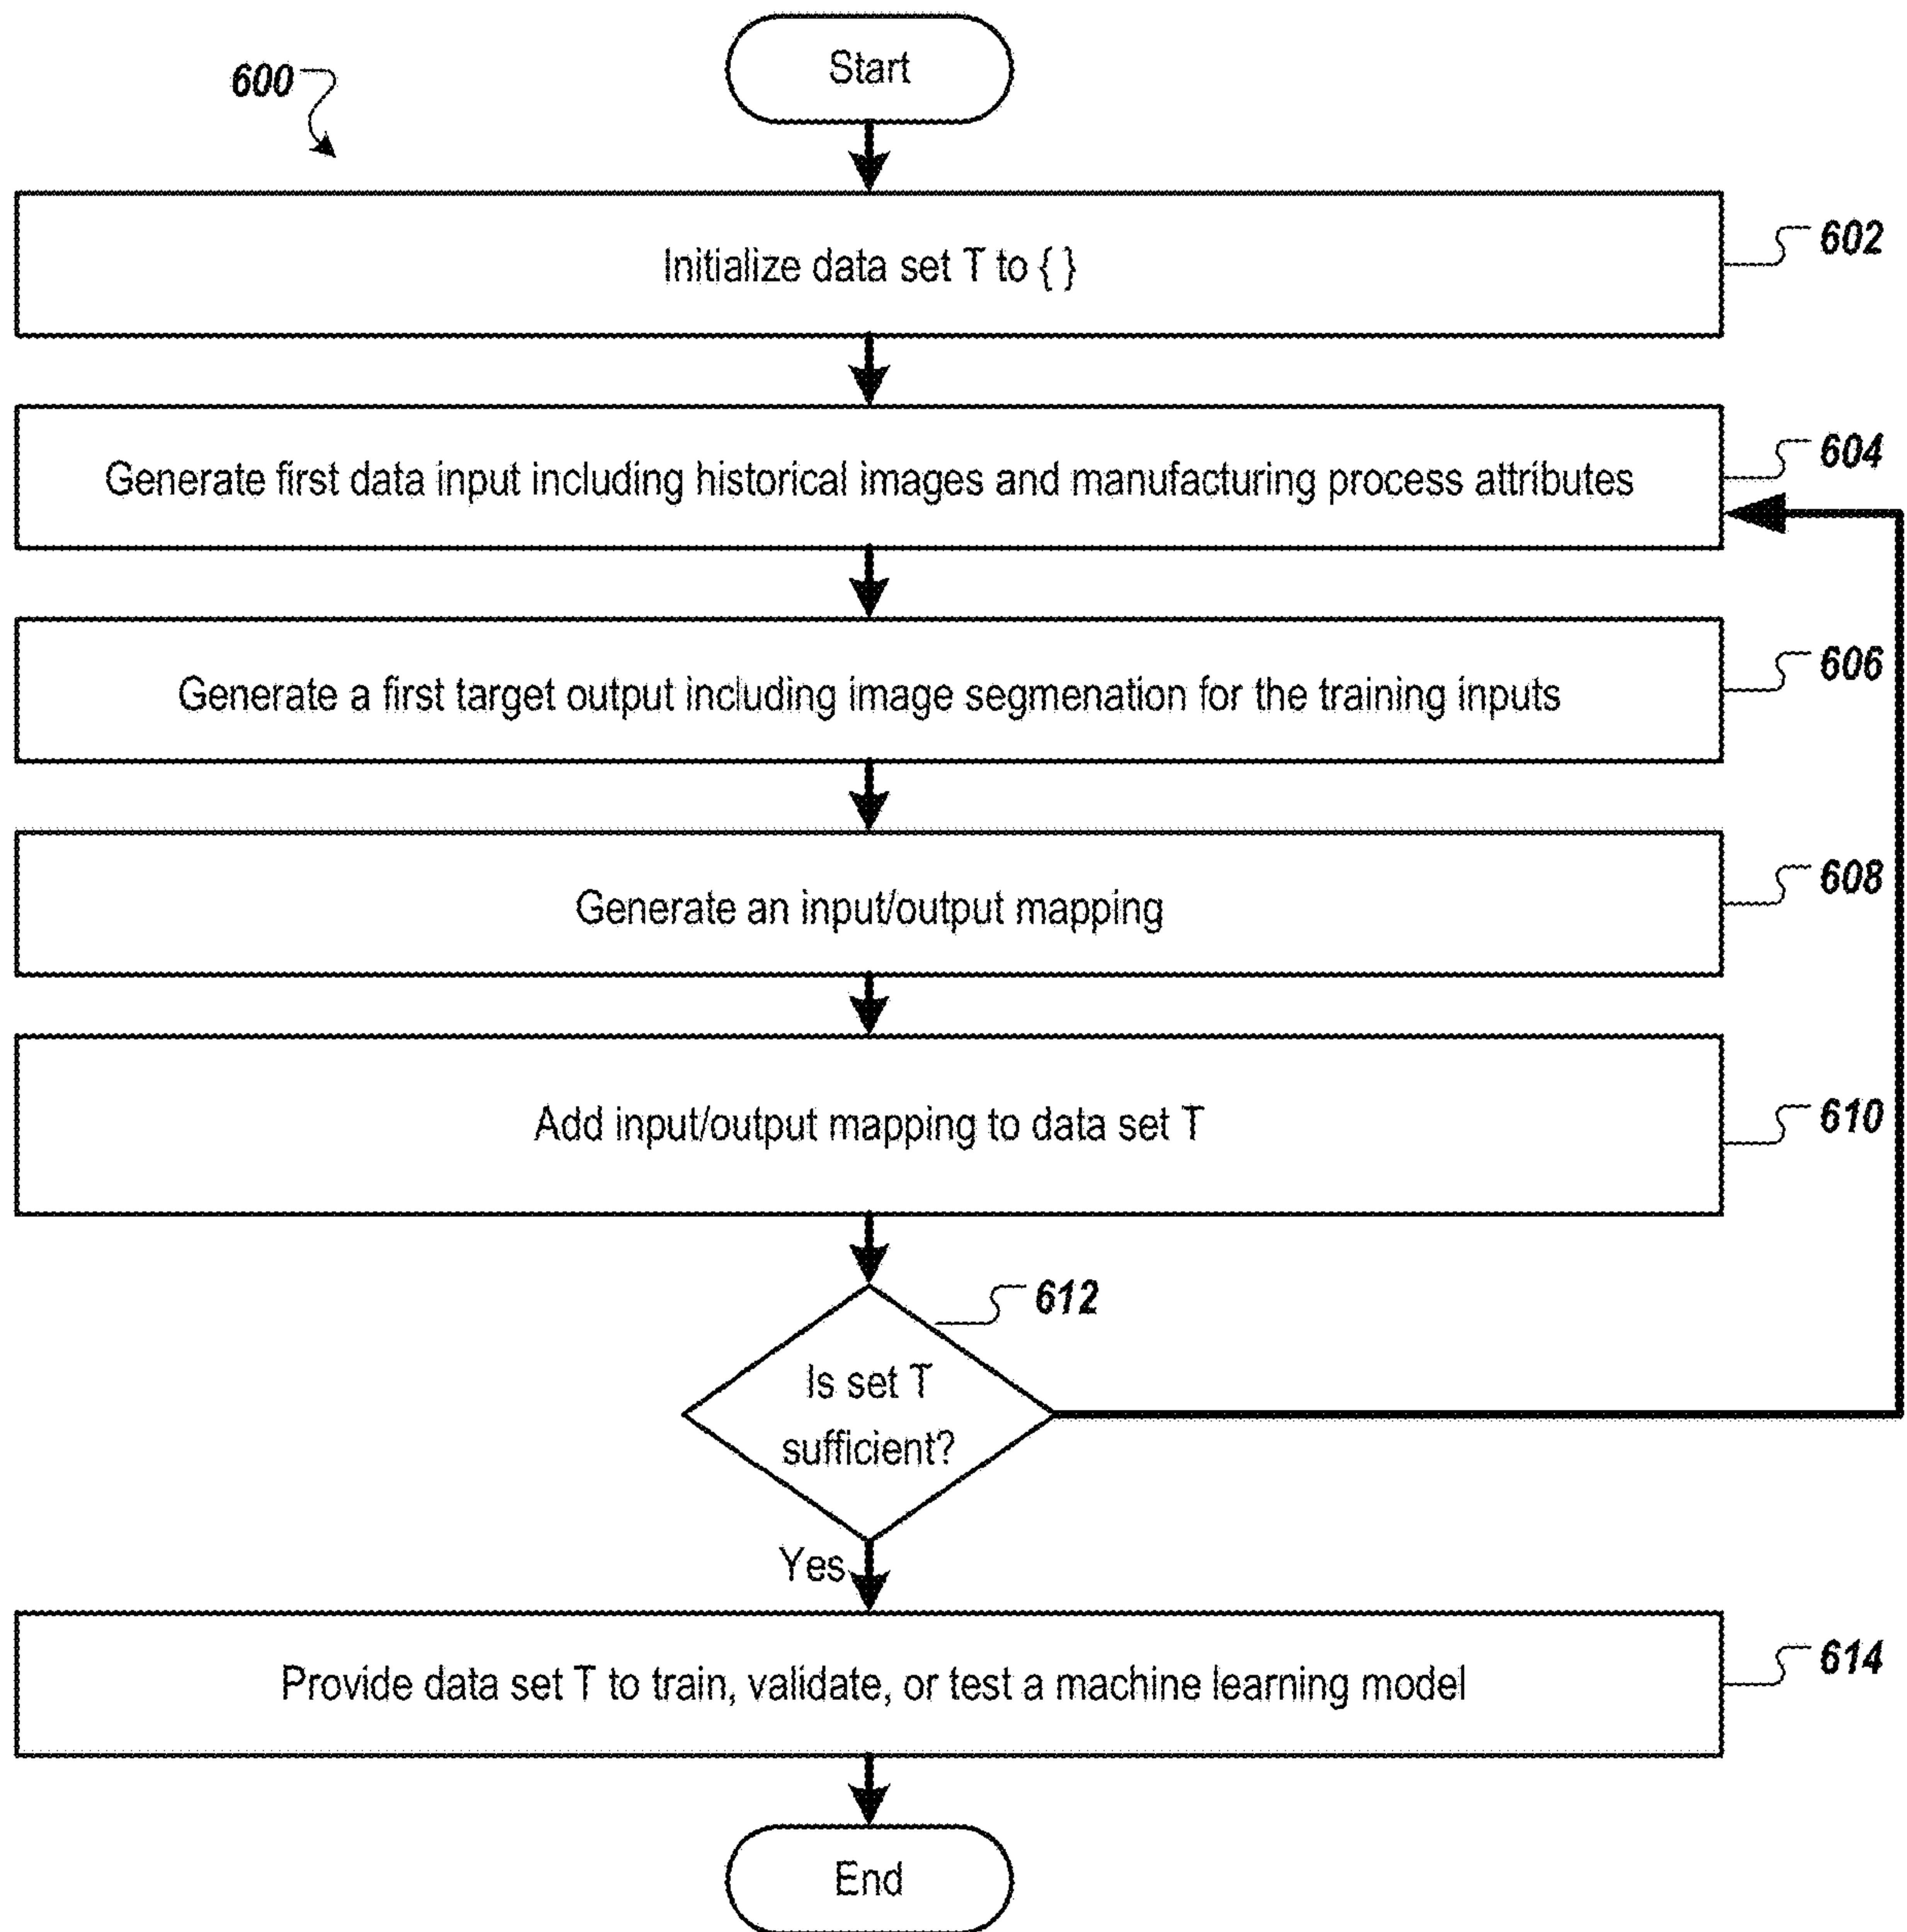 Start
600
Initialize data set T to { }
602
Generate first data input including historical images and manufacturing process attributes
604
Generate a first target output including image segmenation for the training inputs
606
Generate an input/output mapping
608
Add input/output mapping to data set T
610
612
Is set T
sufficient?
Yes
Provide data set T to train, validate, or test a machine learning model
614
End